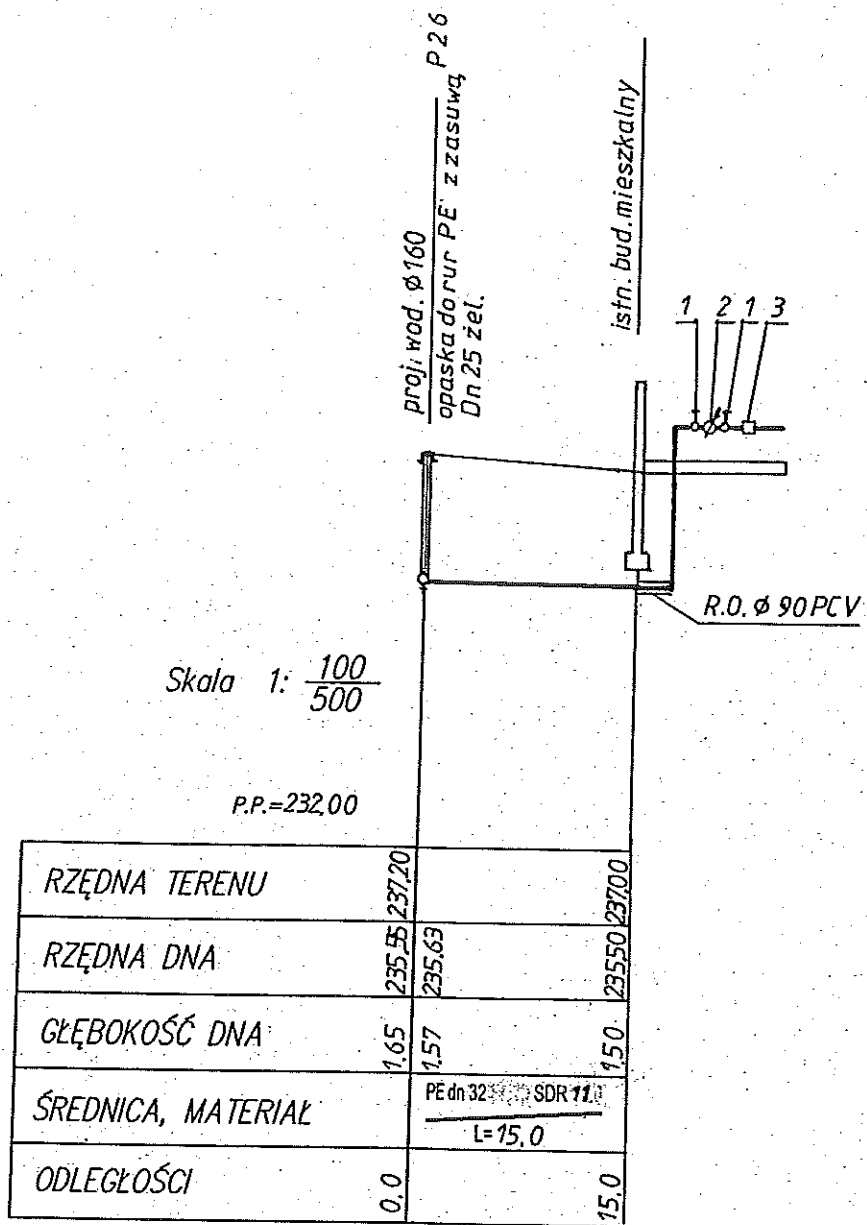 proj. wod. ϕ160
opaska do rur PE z zasuwą P26
Dn 25 żel.
istn. bud. mieszkalny
1 2 1 3
R.O. ϕ 90 PCV
Skala 1: 100
500
P.P.=232,00
RZĘDNA TERENU 237,20 237,00
RZĘDNA DNA 235,55 235,63 235,50
GŁĘBOKOŚĆ DNA 1,65 1,57 1,50
ŚREDNICA, MATERIAŁ PE dn 32 SDR 11
L=15,0
ODLEGŁOŚCI 0,0 15,0